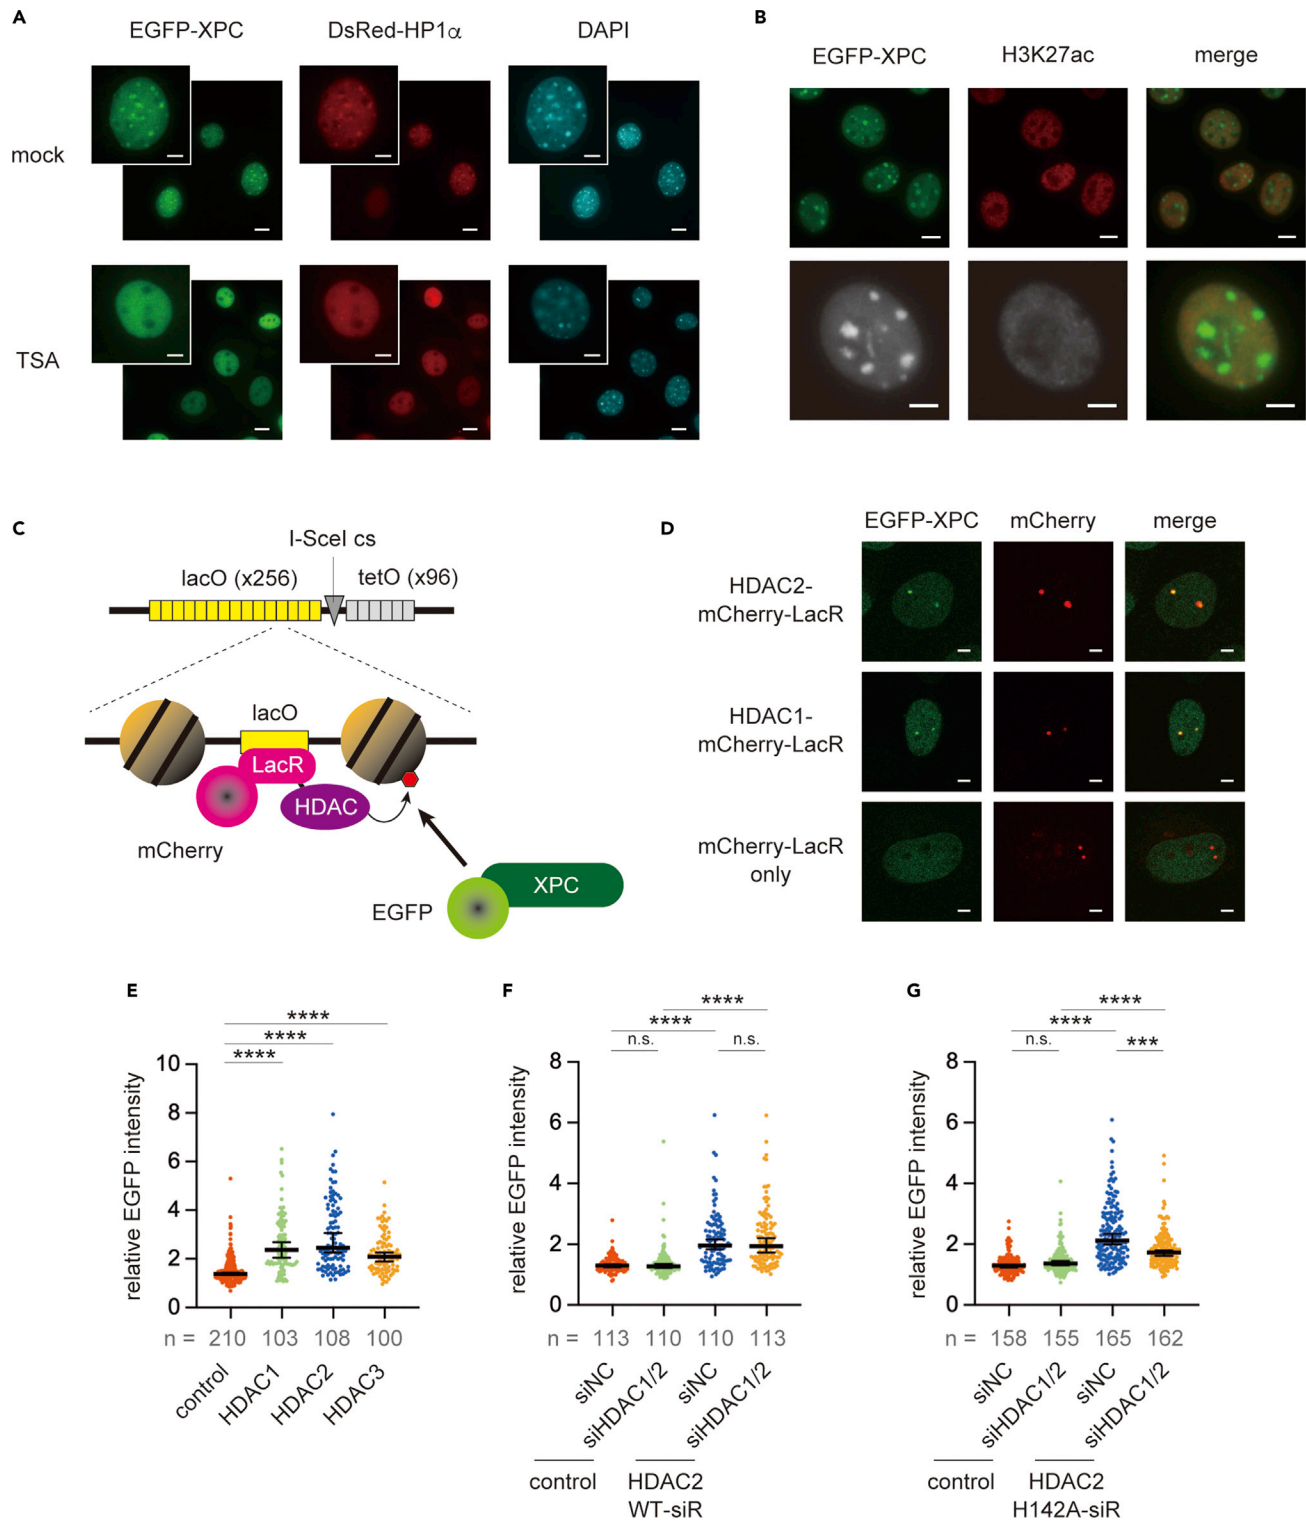 A
EGFP-XPC DsRed-HP1α DAPI
mock
TSA
B
EGFP-XPC H3K27ac merge
C
I-SceI cs
lacO (x256) tetO (x96)
lacO
LacR
HDAC
mCherry
XPC
EGFP
D
EGFP-XPC mCherry merge
HDAC2-
mCherry-LacR
HDAC1-
mCherry-LacR
mCherry-LacR
only
E
****
****
****
relative EGFP intensity
10
8
6
4
2
0
n = 210 103 108 100
control HDAC1 HDAC2 HDAC3
F
****
****
n.s. n.s.
relative EGFP intensity
8
6
4
2
0
n = 113 110 110 113
siNC siHDAC1/2 siNC siHDAC1/2
control HDAC2
WT-siR
G
****
****
n.s. ***
relative EGFP intensity
8
6
4
2
0
n = 158 155 165 162
siNC siHDAC1/2 siNC siHDAC1/2
control HDAC2
H142A-siR